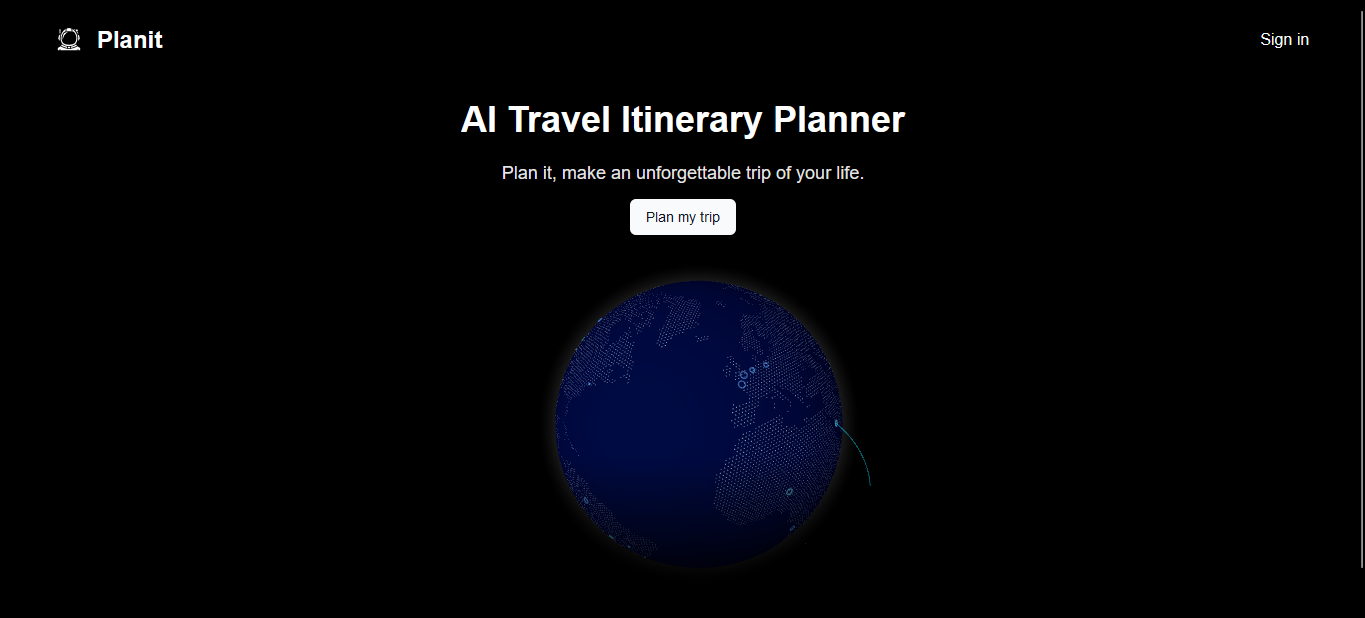 Planit
Sign in
AI Travel Itinerary Planner
Plan it, make an unforgettable trip of your life.
Plan my trip